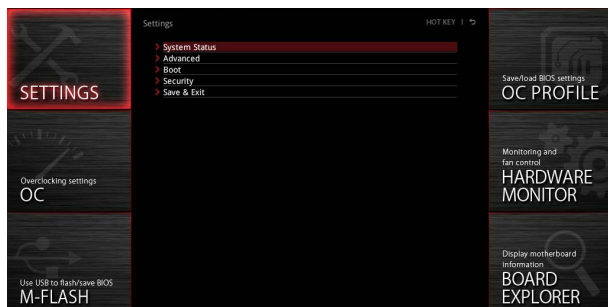 Settings
HOT KEY |
System Status
Advanced
Boot
Security
Save & Exit
SETTINGS
Overclocking settings
OC
Use USB to flash/save BIOS
M-FLASH
Save/load BIOS settings
OC PROFILE
Monitoring and
fan control
HARDWARE
MONITOR
Display motherboard
information
BOARD
EXPLORER